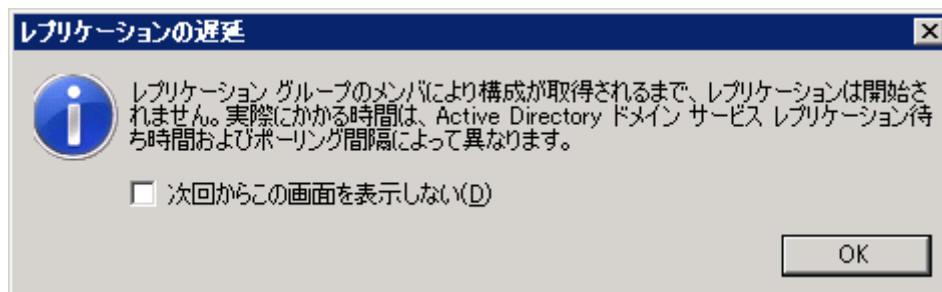 レプリケーションの遅延
レプリケーション グループのメンバにより構成が取得されるまで、レプリケーションは開始さ
れません。実際にかかる時間は、Active Directory ドメイン サービス レプリケーション待
ち時間およびポーリング間隔によって異なります。
次回からこの画面を表示しない(D)
OK